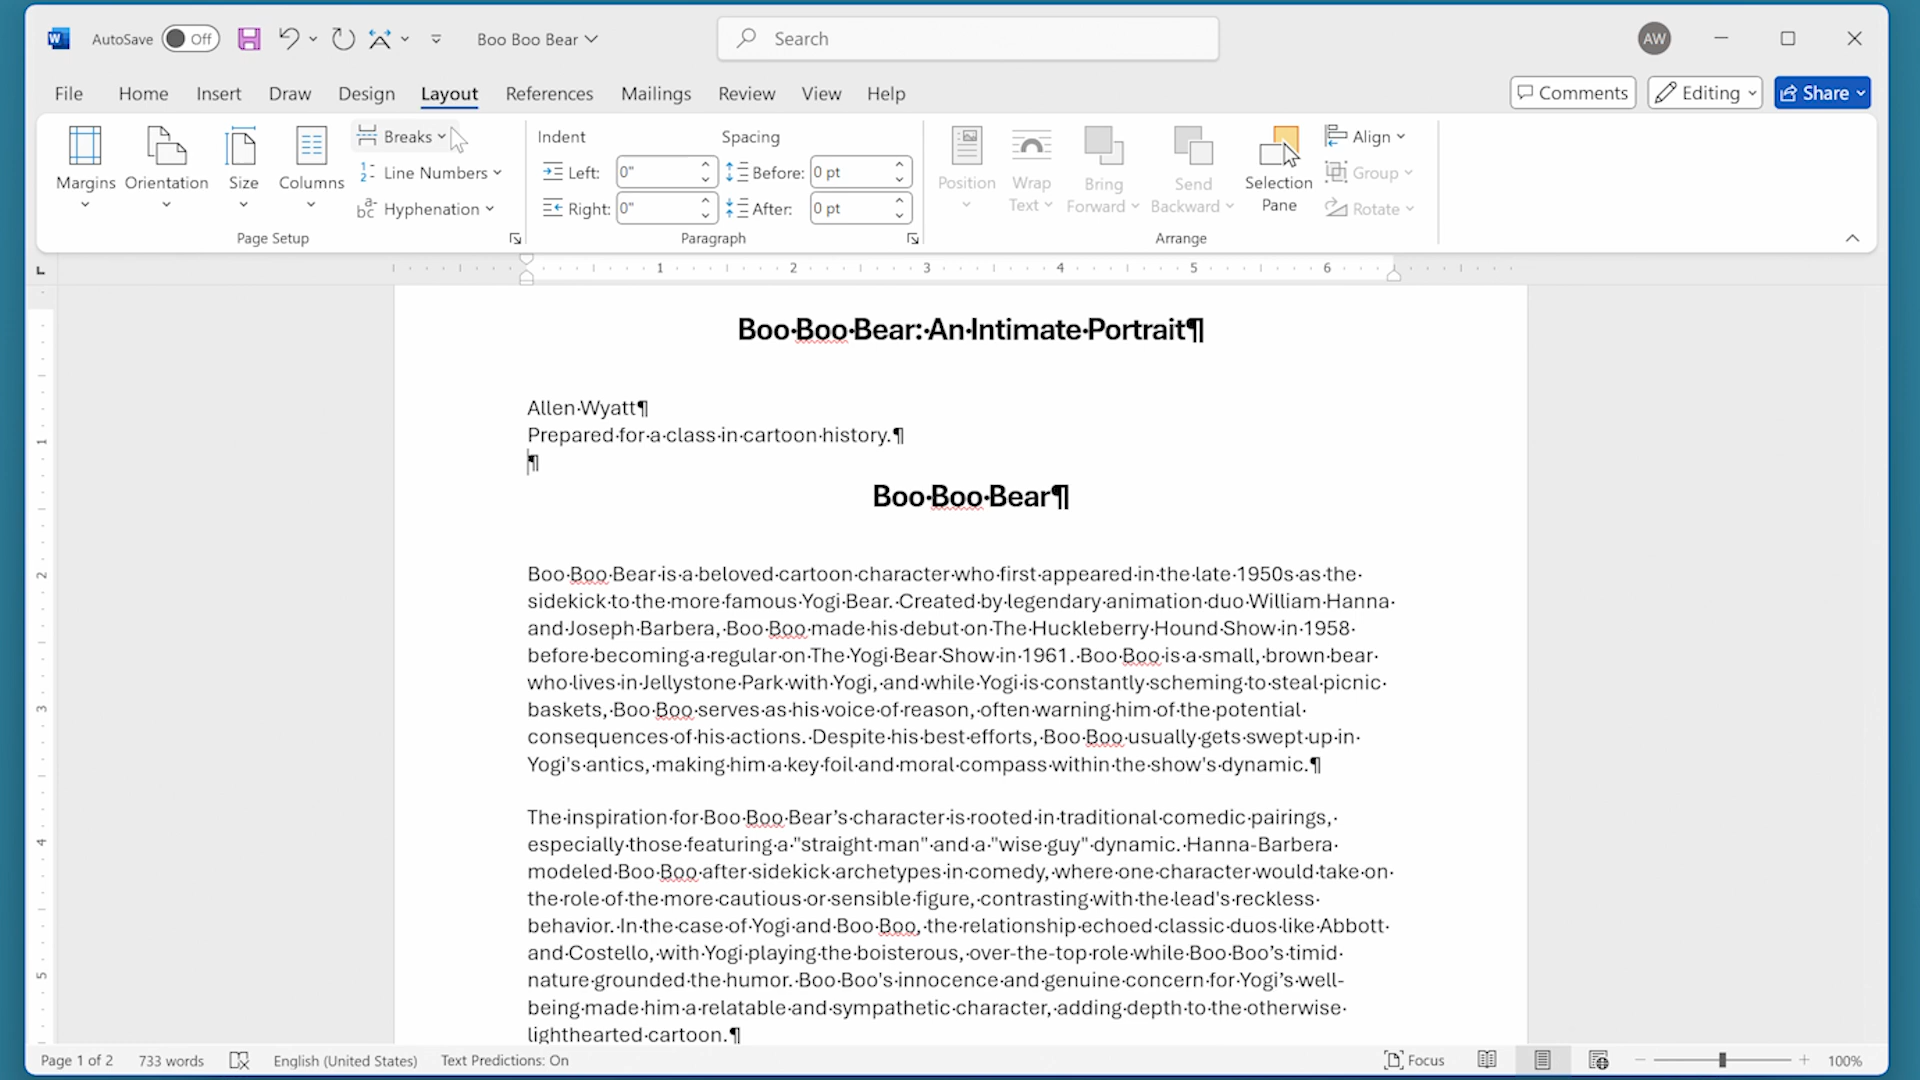 AutoSave Off Boo Boo Bear Search AW
File Home Insert Draw Design Layout References Mailings Review View Help Comments Editing Share
Margins Orientation Size Columns
Breaks
Line Numbers
Hyphenation
Page Setup
Indent Spacing
Left: 0" Before: 0 pt
Right: 0" After: 0 pt
Paragraph
Position Wrap Text Bring Forward Send Backward Selection Pane
Align
Group
Rotate
Arrange
1 2 3 4 5 6
Boo·Boo·Bear:·An·Intimate·Portrait¶
Allen·Wyatt¶
Prepared·for·a·class·in·cartoon·history.¶
¶
Boo·Boo·Bear¶
Boo·Boo·Bear·is·a·beloved·cartoon·character·who·first·appeared·in·the·late·1950s·as·the·
sidekick·to·the·more·famous·Yogi·Bear.·Created·by·legendary·animation·duo·William·Hanna·
and·Joseph·Barbera,·Boo·Boo·made·his·debut·on·The·Huckleberry·Hound·Show·in·1958·
before·becoming·a·regular·on·The·Yogi·Bear·Show·in·1961.·Boo·Boo·is·a·small,·brown·bear·
who·lives·in·Jellystone·Park·with·Yogi,·and·while·Yogi·is·constantly·scheming·to·steal·picnic·
baskets,·Boo·Boo·serves·as·his·voice·of·reason,·often·warning·him·of·the·potential·
consequences·of·his·actions.·Despite·his·best·efforts,·Boo·Boo·usually·gets·swept·up·in·
Yogi's·antics,·making·him·a·key·foil·and·moral·compass·within·the·show's·dynamic.¶
The·inspiration·for·Boo·Boo·Bear’s·character·is·rooted·in·traditional·comedic·pairings,·
especially·those·featuring·a·"straight·man"·and·a·"wise·guy"·dynamic.·Hanna-Barbera·
modeled·Boo·Boo·after·sidekick·archetypes·in·comedy,·where·one·character·would·take·on·
the·role·of·the·more·cautious·or·sensible·figure,·contrasting·with·the·lead's·reckless·
behavior.·In·the·case·of·Yogi·and·Boo·Boo,·the·relationship·echoed·classic·duos·like·Abbott·
and·Costello,·with·Yogi·playing·the·boisterous,·over-the-top·role·while·Boo·Boo’s·timid·
nature·grounded·the·humor.·Boo·Boo's·innocence·and·genuine·concern·for·Yogi’s·well-
being·made·him·a·relatable·and·sympathetic·character,·adding·depth·to·the·otherwise·
lighthearted·cartoon.¶
1
2
3
4
5
Page 1 of 2 733 words English (United States) Text Predictions: On Focus 100%